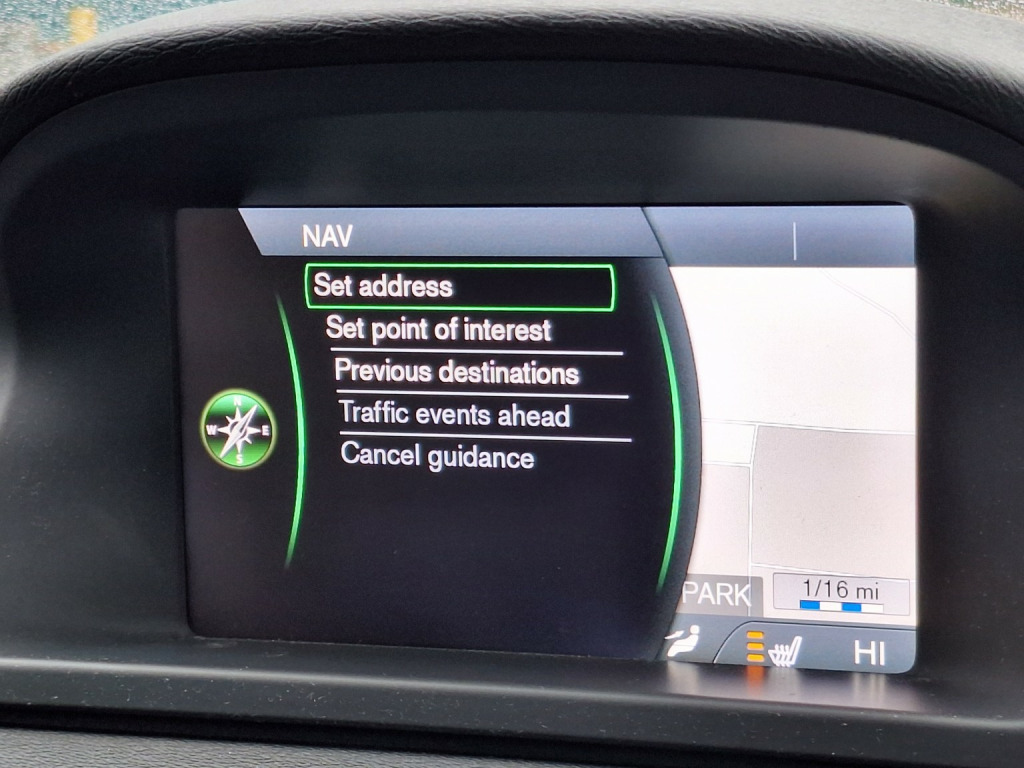 NAV
Set address
Set point of interest
Previous destinations
Traffic events ahead
Cancel guidance
N
W E
S
PARK
1/16 mi
HI